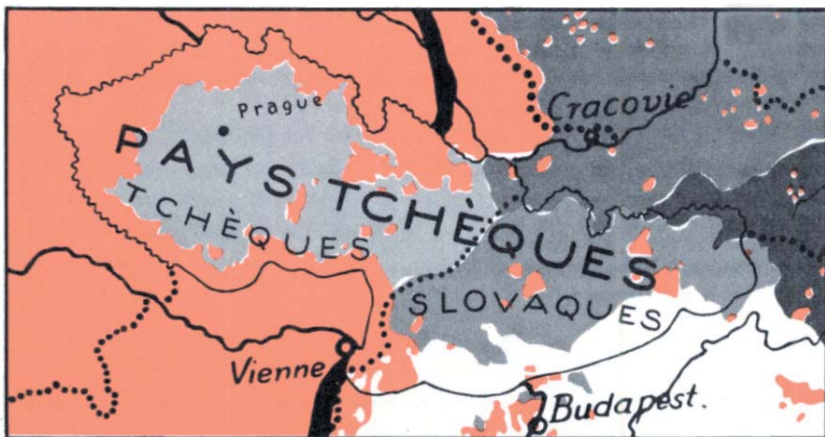 Prague
Cracovie
PAYS TCHÈQUES
TCHÈQUES
SLOVAQUES
Vienne
Budapest.